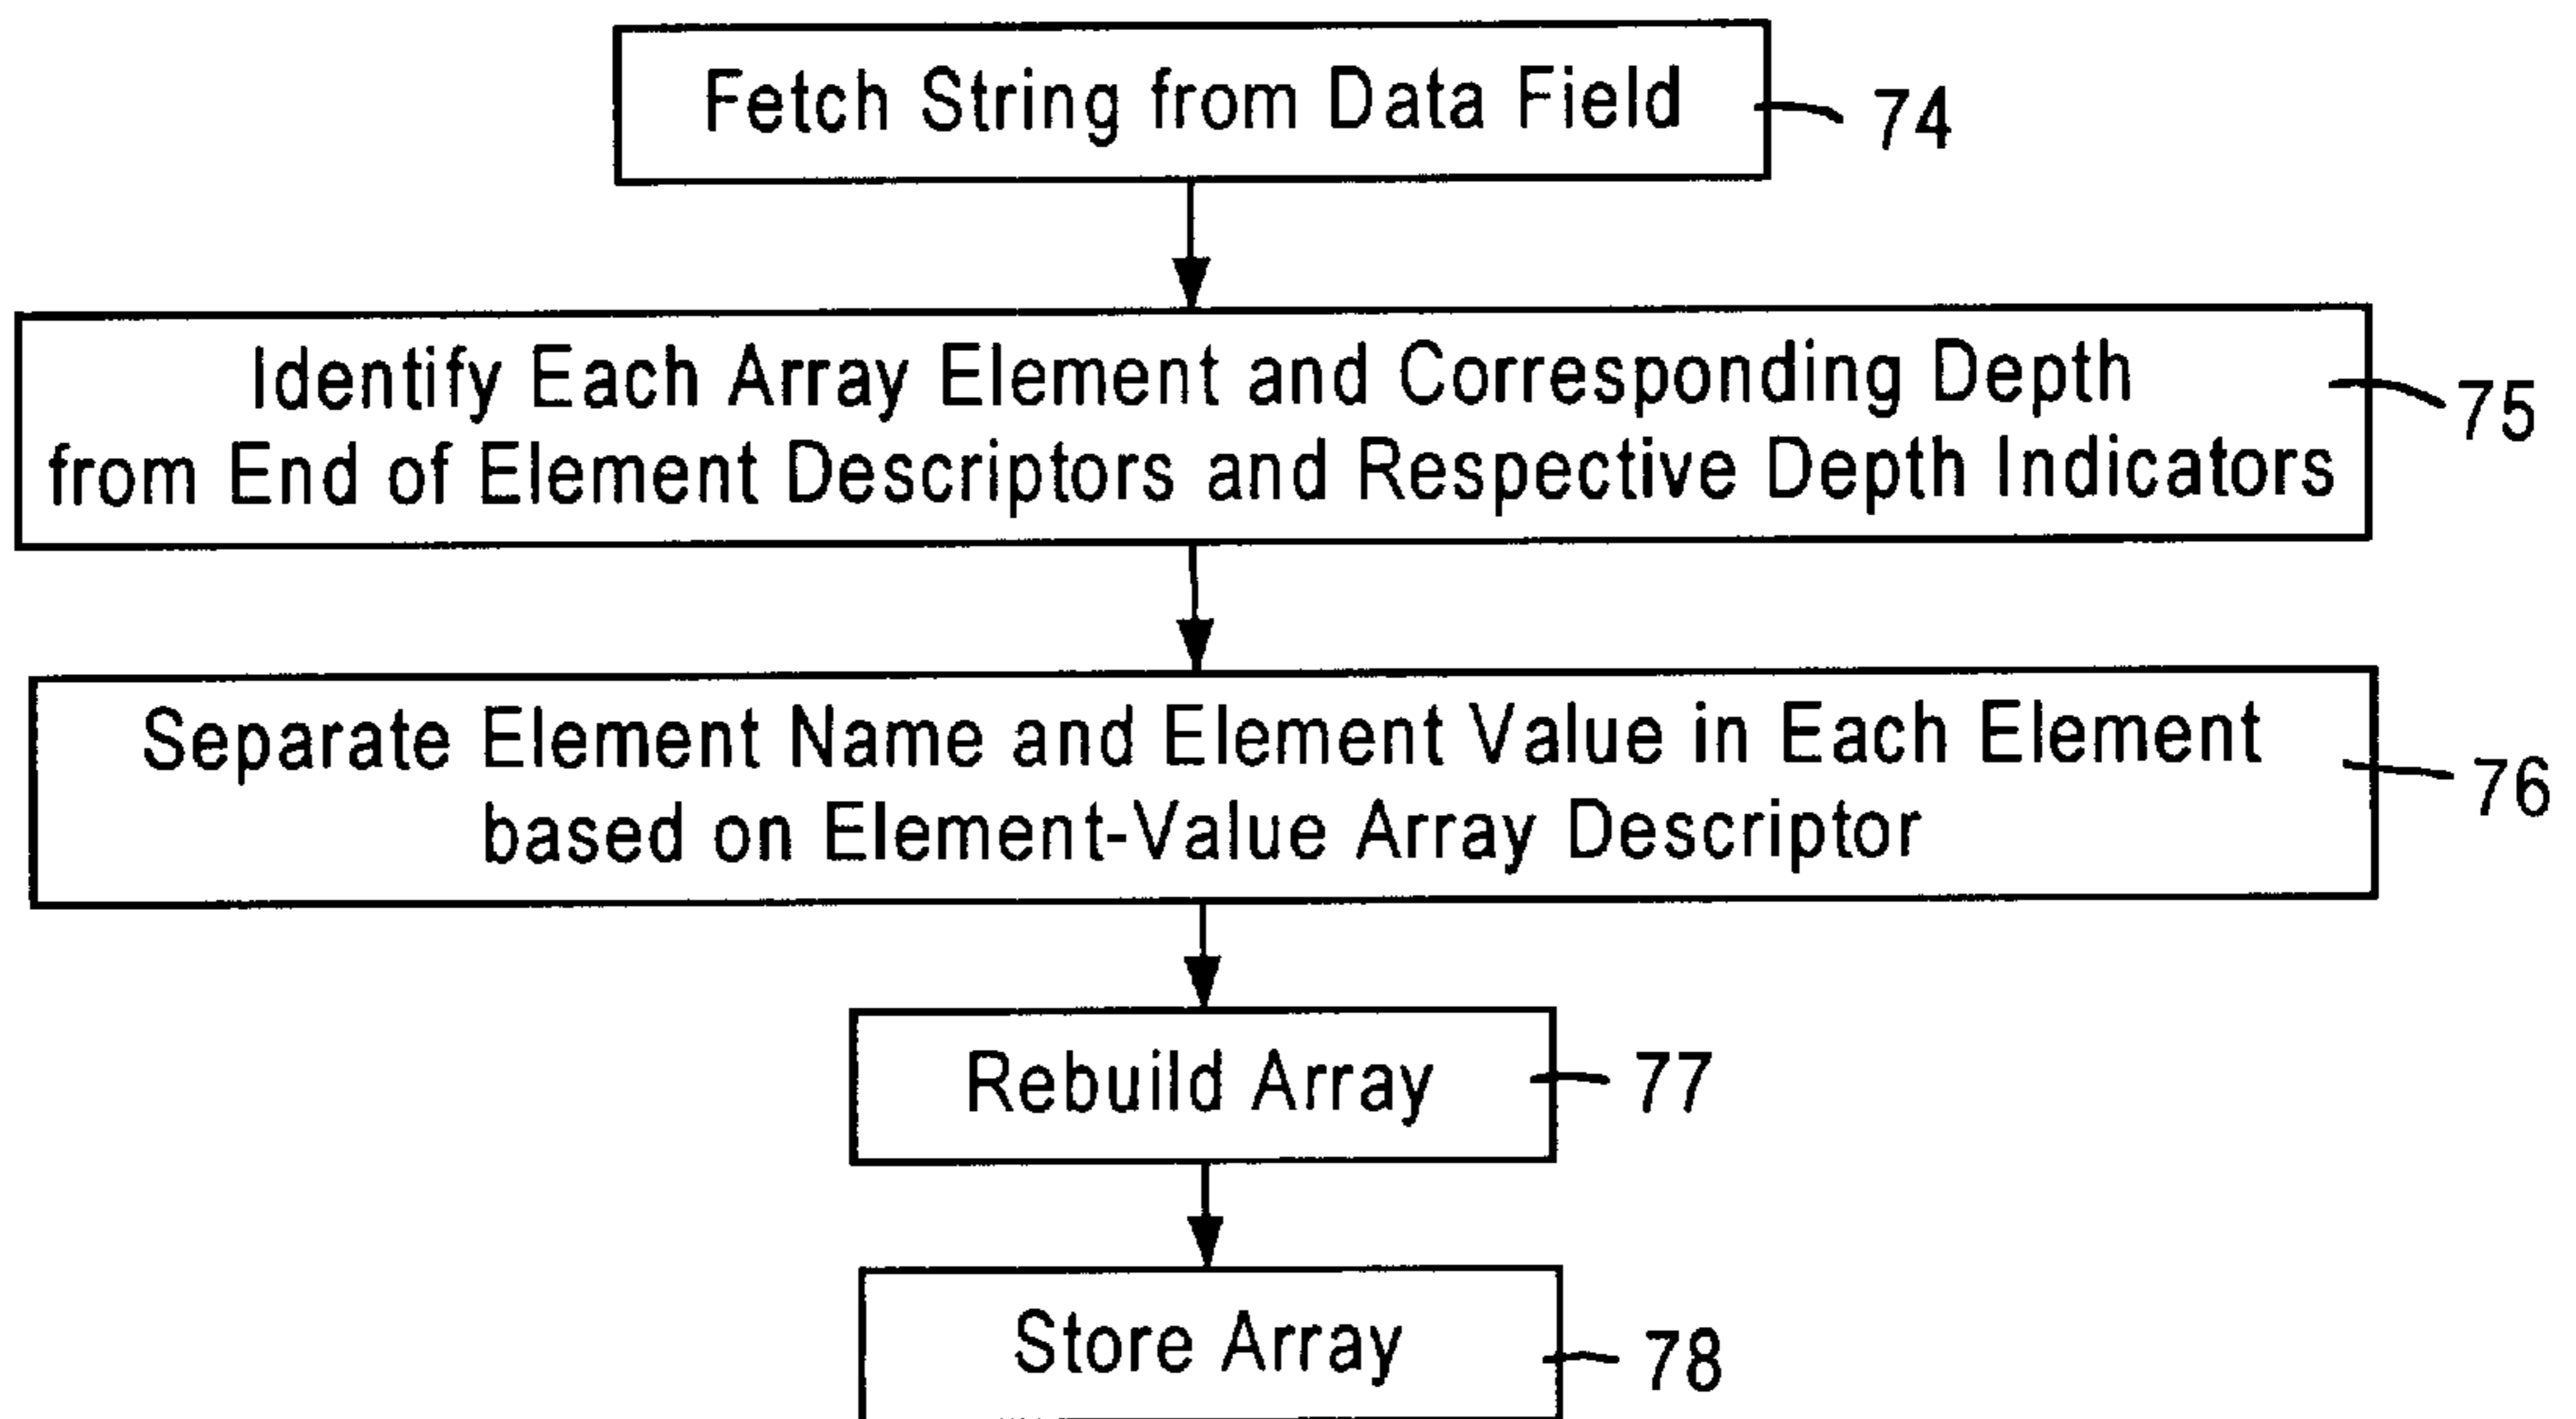 Fetch String from Data Field
74
Identify Each Array Element and Corresponding Depth
from End of Element Descriptors and Respective Depth Indicators
75
Separate Element Name and Element Value in Each Element
based on Element-Value Array Descriptor
76
Rebuild Array
77
Store Array
78